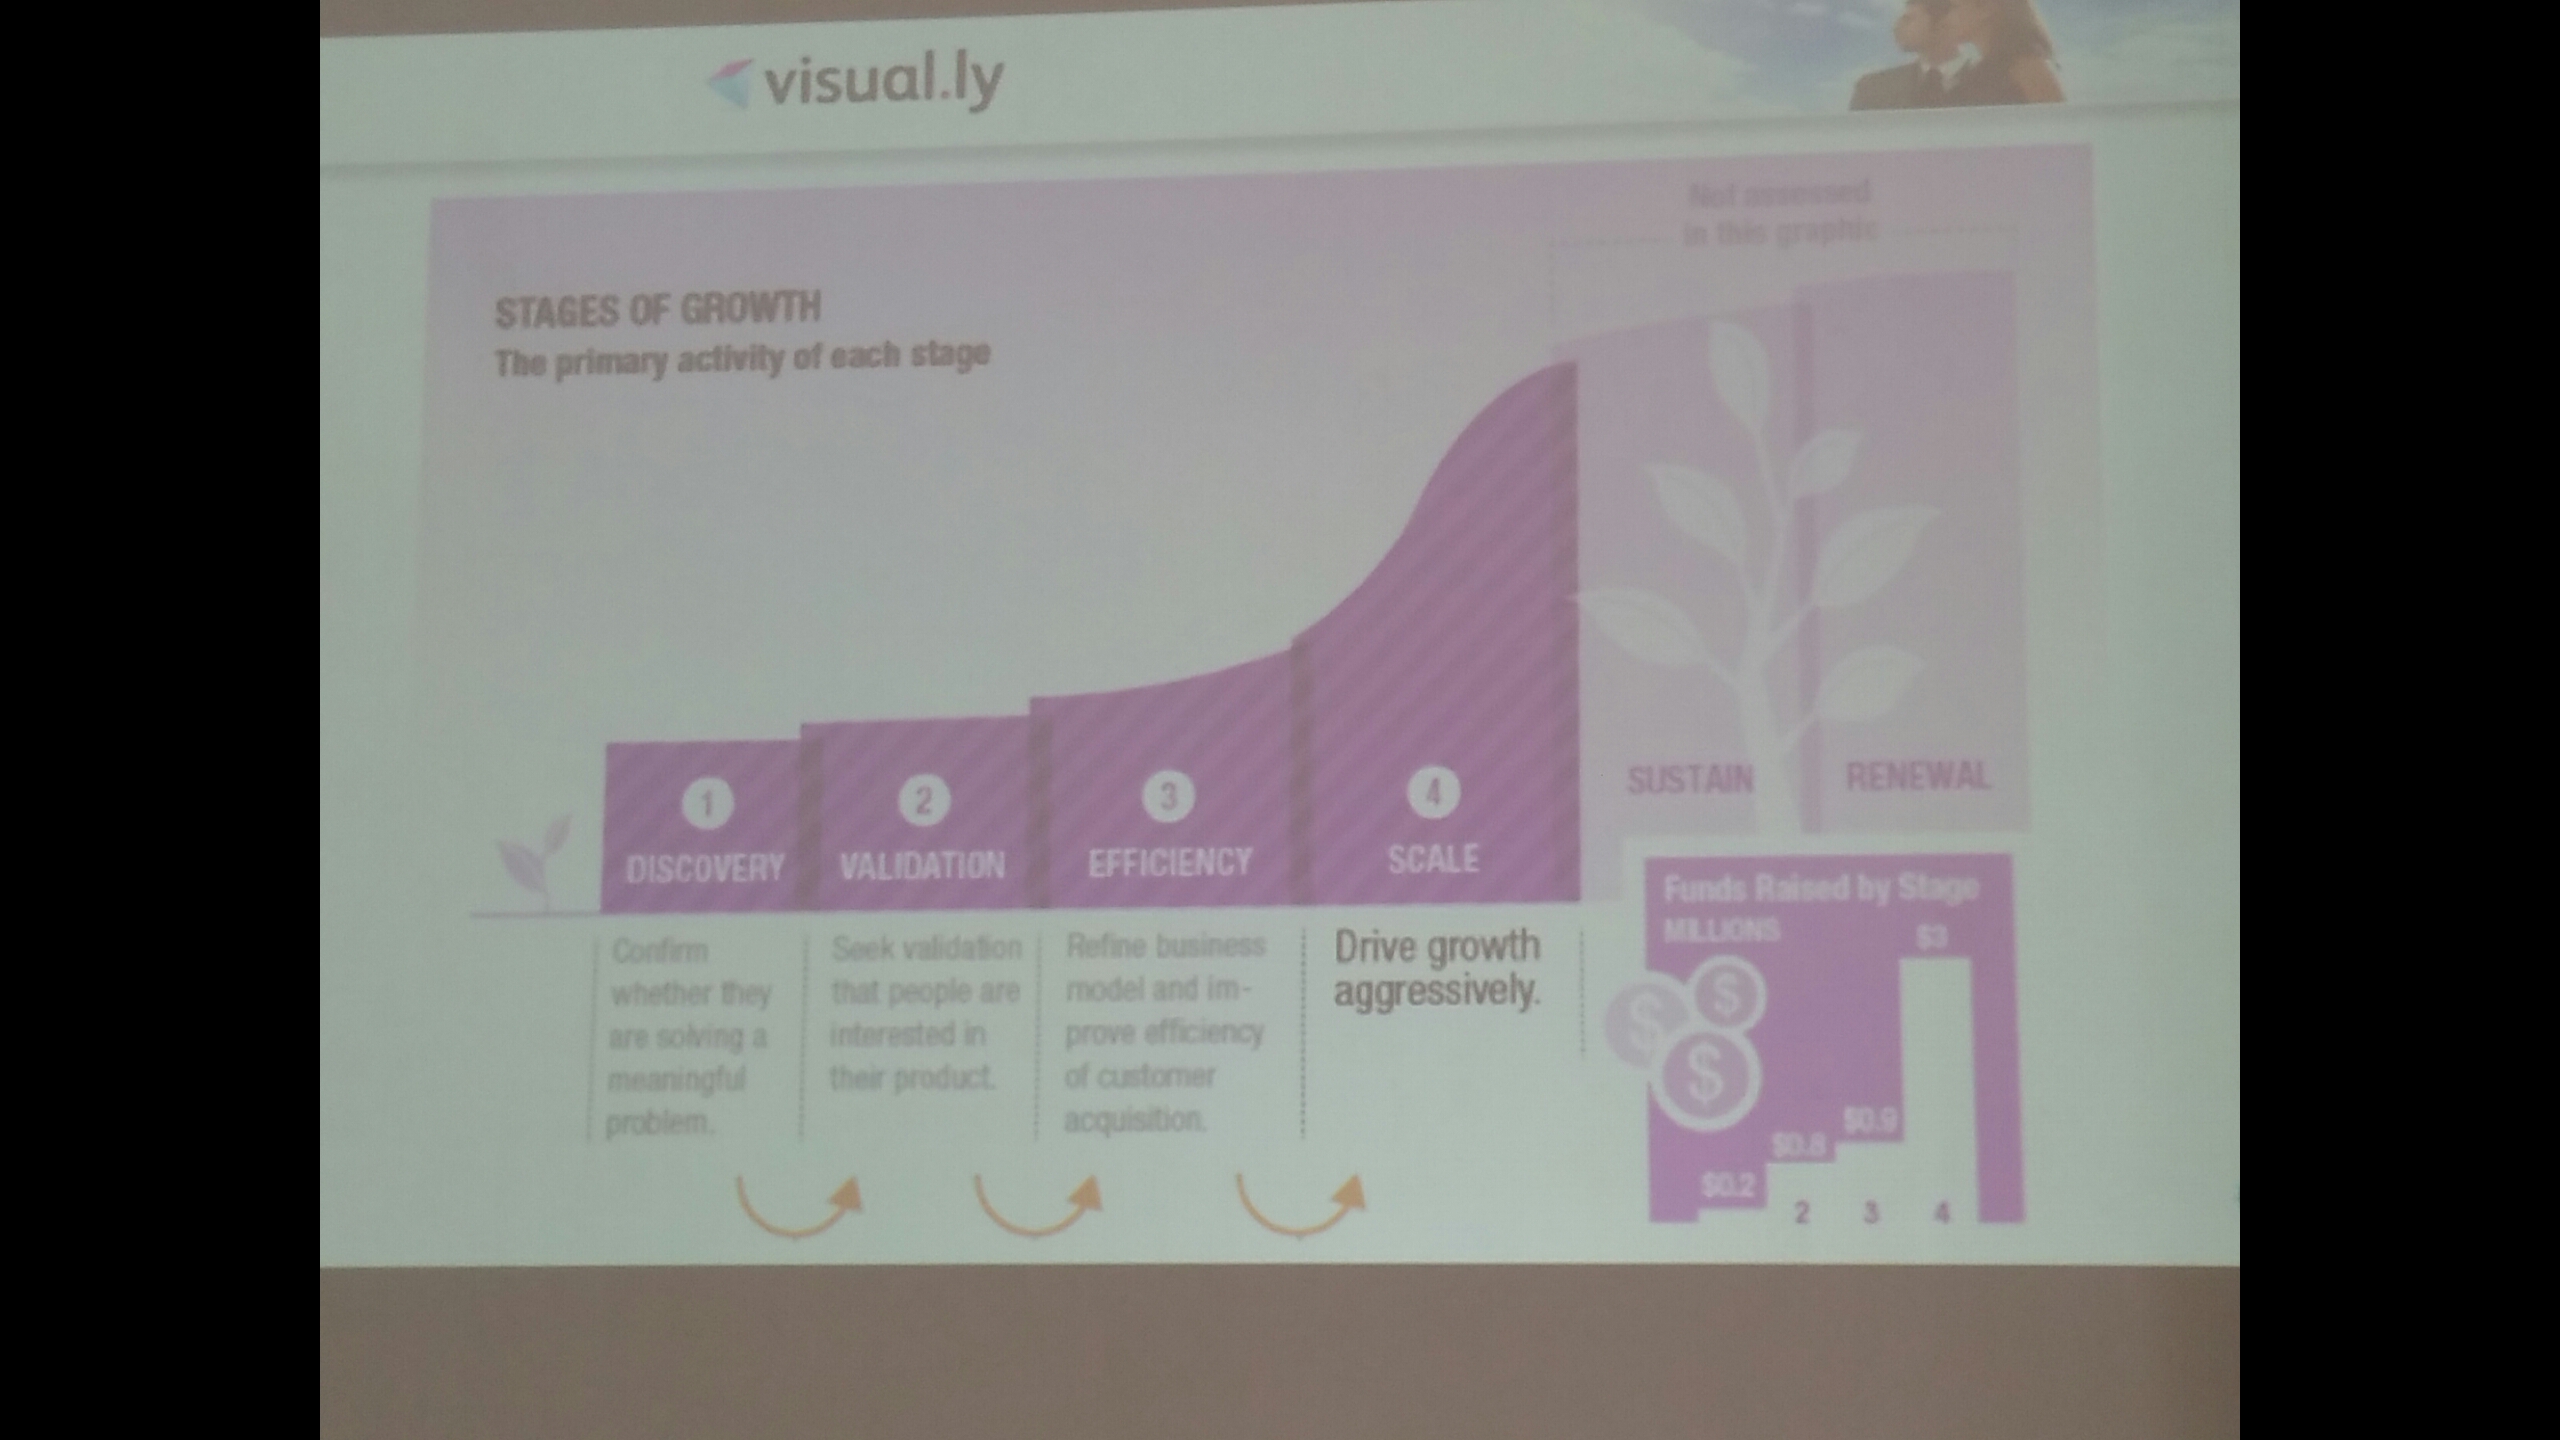 visual.ly
Not assessed
in this graphic
STAGES OF GROWTH
The primary activity of each stage
1
DISCOVERY
2
VALIDATION
3
EFFICIENCY
4
SCALE
SUSTAIN
RENEWAL
Confirm
whether they
are solving a
meaningful
problem.
Seek validation
that people are
interested in
their product.
Refine business
model and im-
prove efficiency
of customer
acquisition.
Drive growth
aggressively.
Funds Raised by Stage
MILLIONS
$
$
$
$0.2
$0.8
$0.9
$3
2
3
4